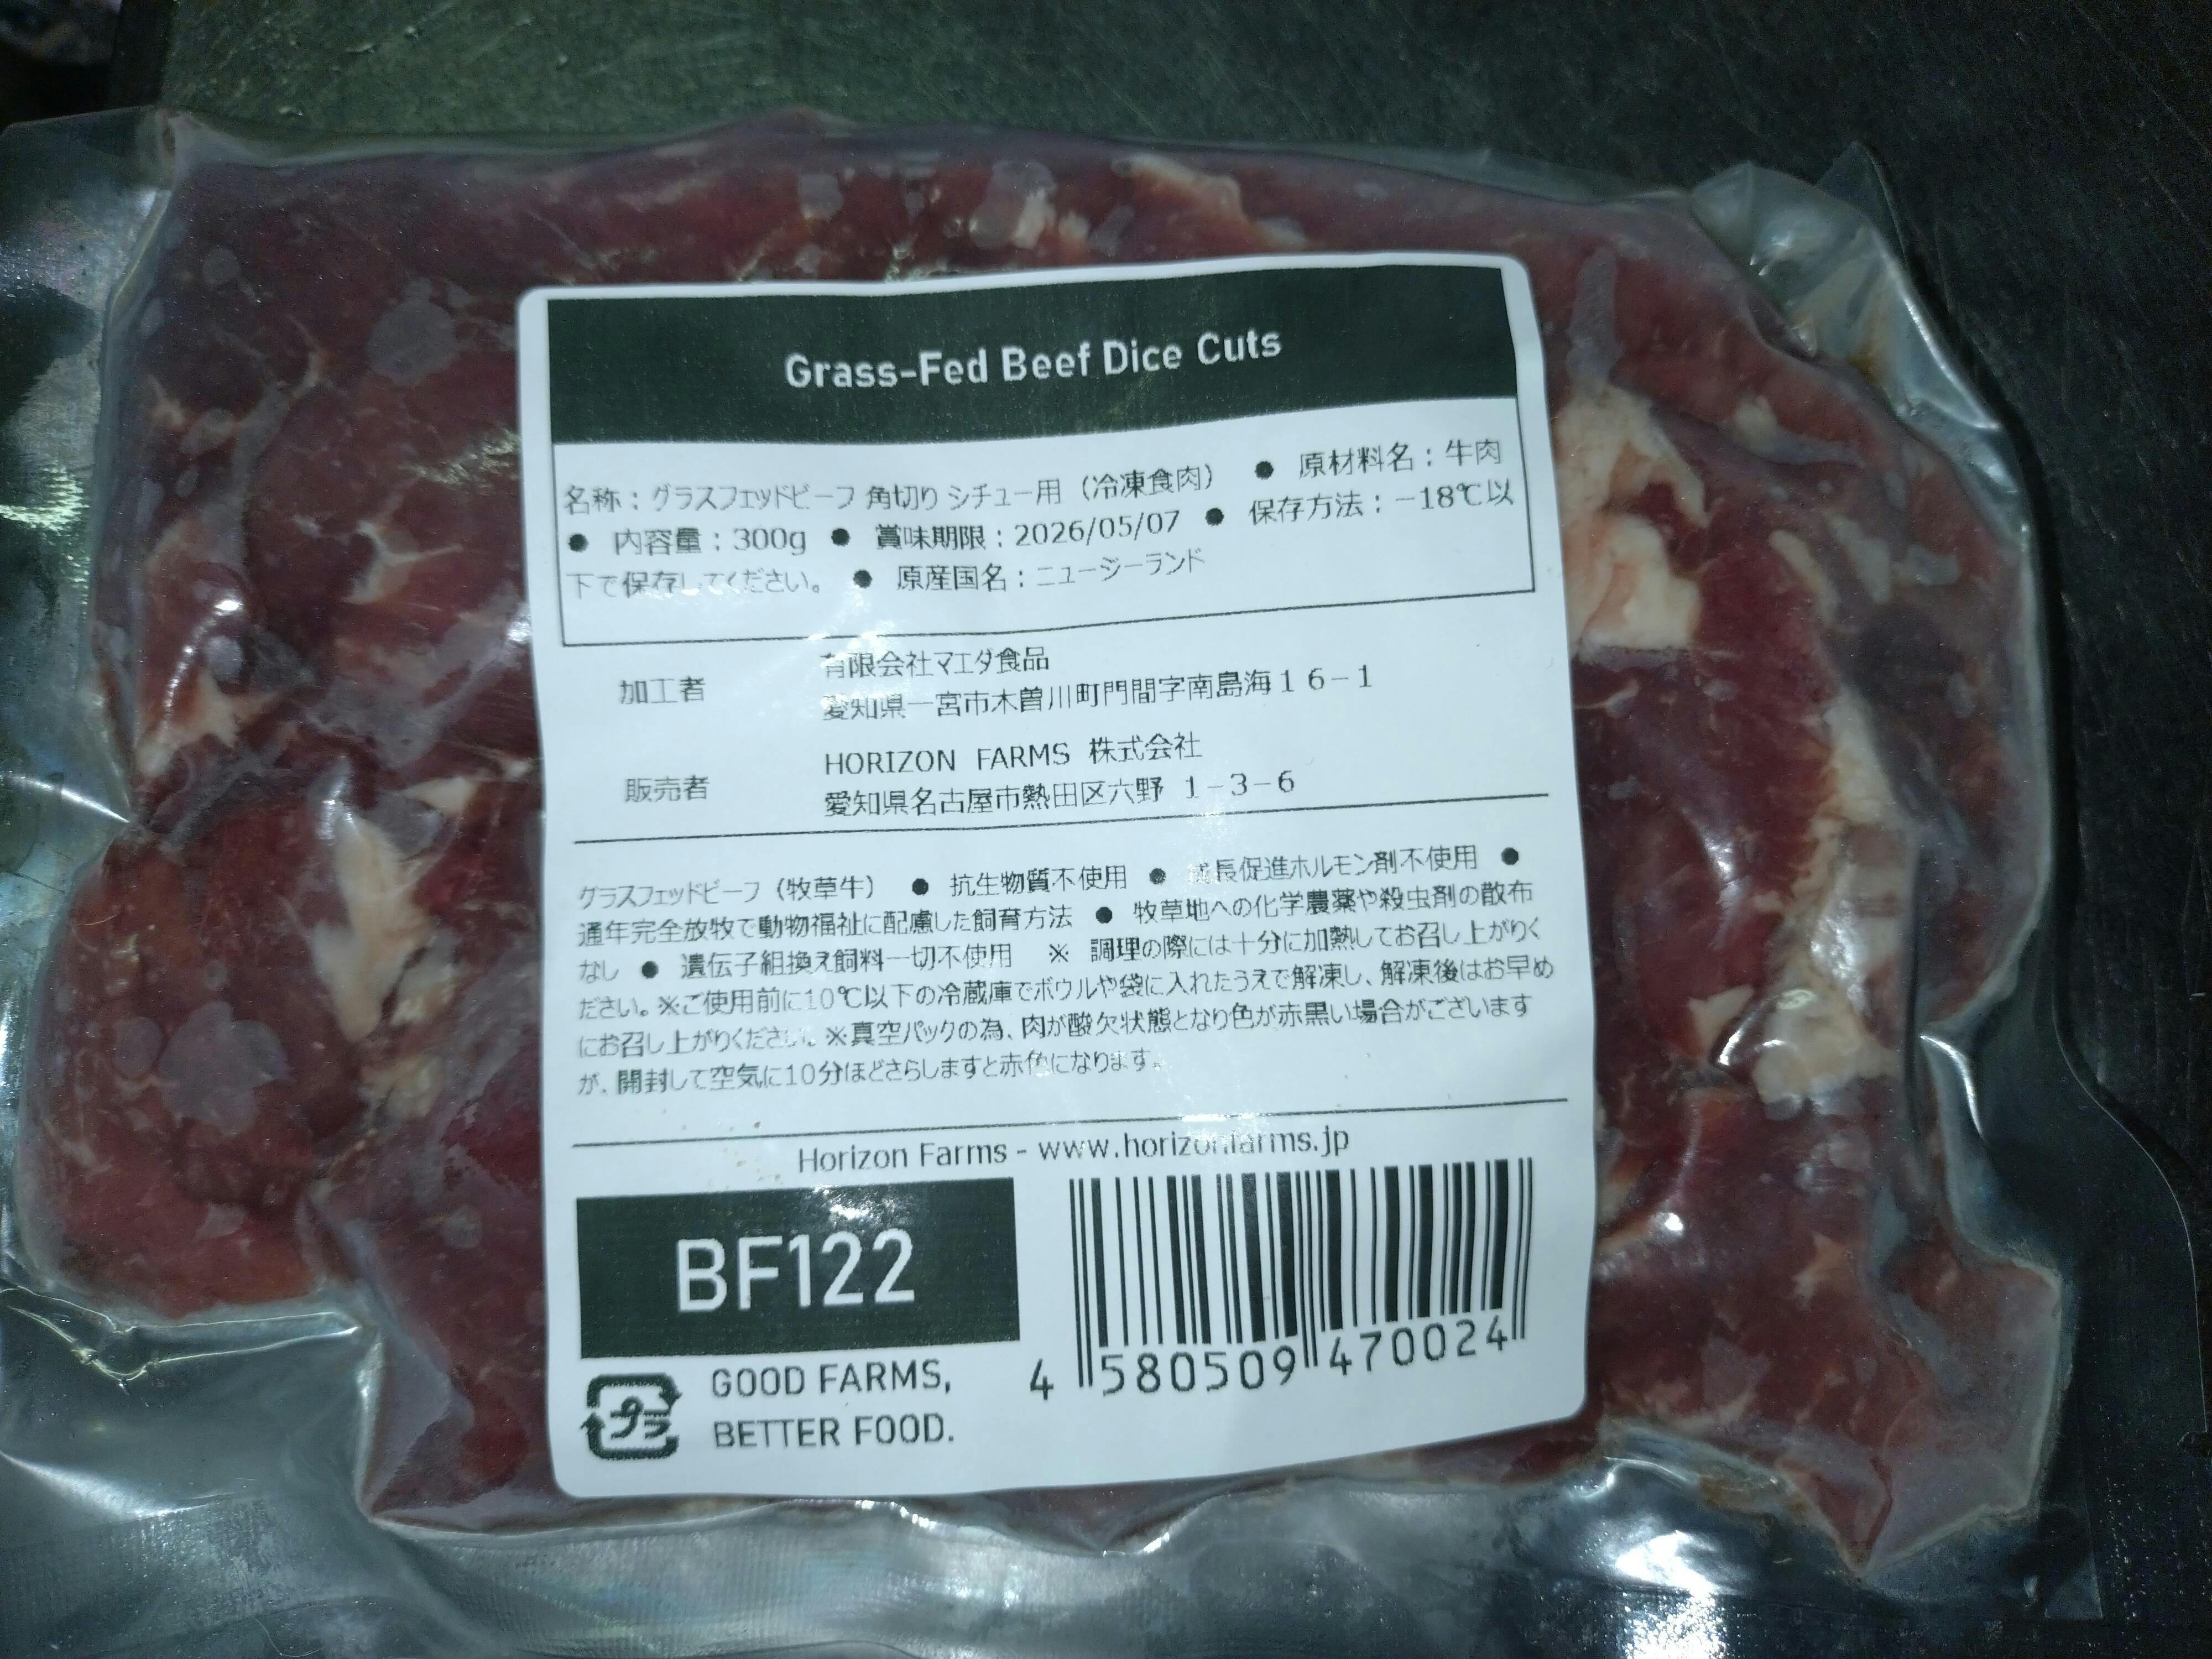 Grass-Fed Beef Dice Cuts
名称：グラスフェッドビーフ 角切り シチュー用（冷凍食肉） ● 原材料名：牛肉
● 内容量：300g ● 賞味期限：2026/05/07 ● 保存方法：−18℃以
下で保存してください。 ● 原産国名：ニュージーランド
加工者
有限会社マエダ食品
愛知県一宮市木曽川町門間字南島海１６−１
販売者
HORIZON FARMS 株式会社
愛知県名古屋市熱田区六野 １−３−６
グラスフェッドビーフ（牧草牛） ● 抗生物質不使用 ● 成長促進ホルモン剤不使用 ●
通年完全放牧で動物福祉に配慮した飼育方法 ● 牧草地への化学農薬や殺虫剤の散布
なし ● 遺伝子組換え飼料一切不使用 ※ 調理の際には十分に加熱してお召し上がりく
ださい。※ご使用前に10℃以下の冷蔵庫でボウルや袋に入れたうえで解凍し、解凍後はお早め
にお召し上がりください。※真空パックの為、肉が酸欠状態となり色が赤黒い場合がございます
が、開封して空気に10分ほどさらしますと赤色になります。
Horizon Farms - www.horizonfarms.jp
BF122
プラ
GOOD FARMS,
BETTER FOOD.
4 580509 470024